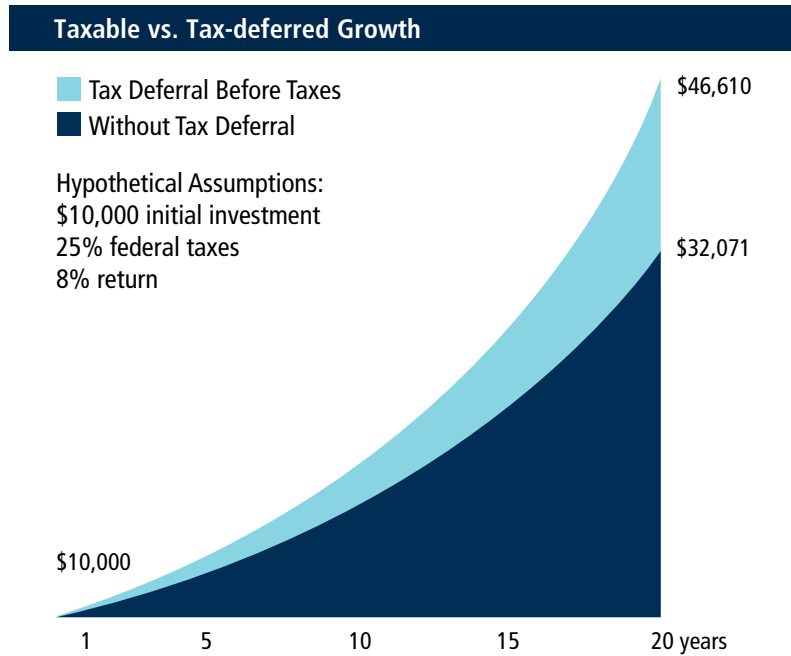 Taxable vs. Tax-deferred Growth
Tax Deferral Before Taxes
Without Tax Deferral
Hypothetical Assumptions:
$10,000 initial investment
25% federal taxes
8% return
$46,610
$32,071
$10,000
1 5 10 15 20 years